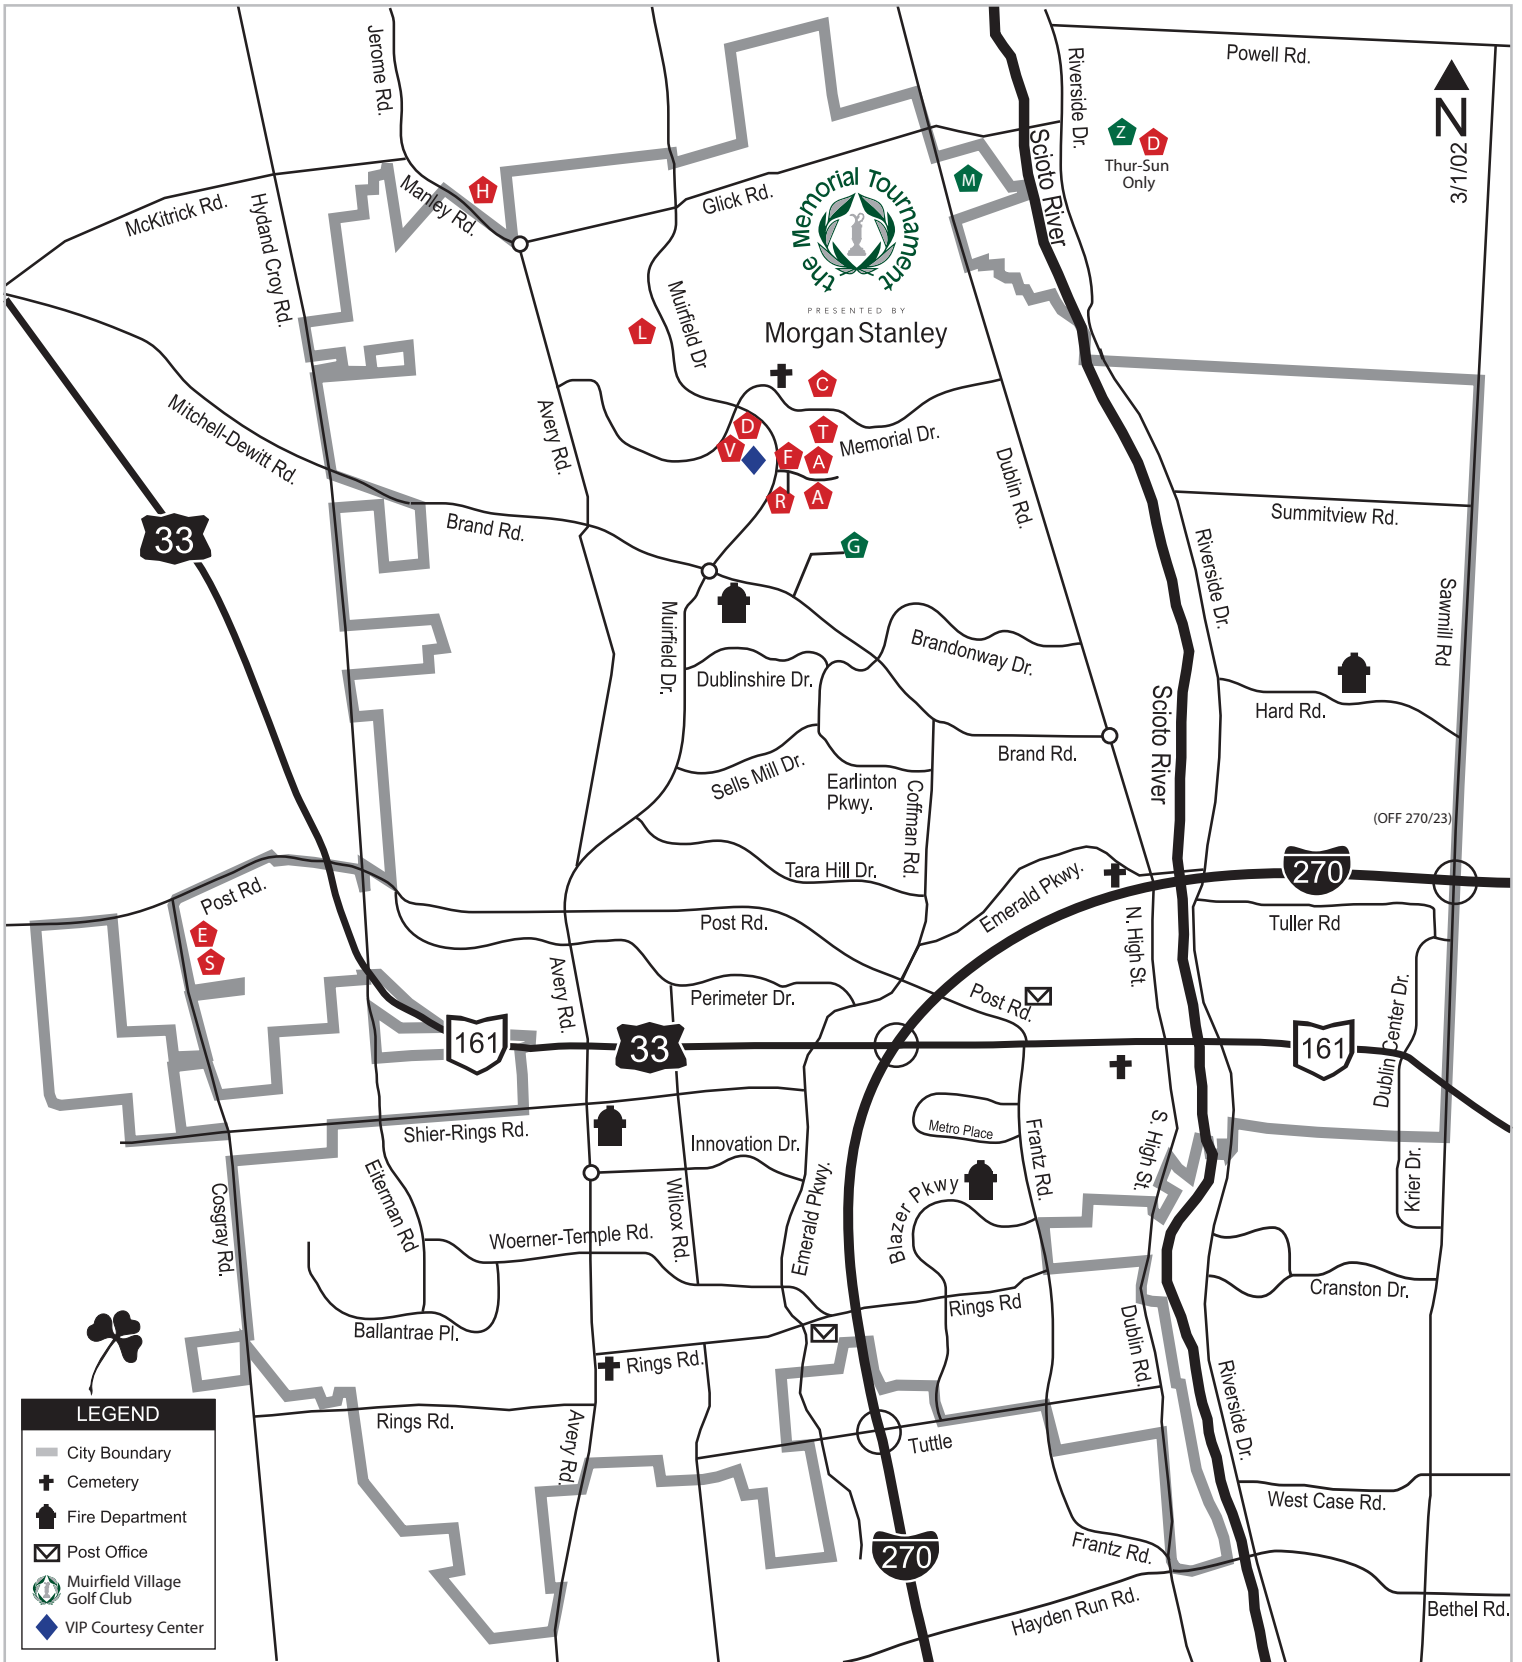 Jerome Rd.
Riverside Dr.
Powell Rd.
N
3/1/02
Z
D
Thur-Sun
Only
Scioto River
M
H
Manley Rd.
McKitrick Rd.
Hydand Croy Rd.
Glick Rd.
the Memorial Tournament
PRESENTED BY
Morgan Stanley
Muirfield Dr
L
C
D
T
V
F
A
Memorial Dr.
R
A
G
Avery Rd.
Mitchell-Dewitt Rd.
33
Brand Rd.
Dublin Rd.
Summitview Rd.
Riverside Dr.
Sawmill Rd
Muirfield Dr.
Brandonway Dr.
Dublinshire Dr.
Hard Rd.
Scioto River
Brand Rd.
Sells Mill Dr.
Earlinton
Pkwy.
Coffman Rd.
(OFF 270/23)
Tara Hill Dr.
Emerald Pkwy.
270
Post Rd.
E
S
Post Rd.
N. High St.
Tuller Rd
Avery Rd.
Perimeter Dr.
Post Rd.
Dublin Center Dr.
161
33
161
Shier-Rings Rd.
Innovation Dr.
Metro Place
Frantz Rd.
S. High St.
Krier Dr.
Cosgray Rd.
Eiterman Rd
Wilcox Rd.
Emerald Pkwy.
Blazer Pkwy
Woerner-Temple Rd.
Rings Rd
Cranston Dr.
Ballantrae Pl.
Dublin Rd.
Rings Rd.
Riverside Dr.
Rings Rd.
Avery Rd.
Tuttle
West Case Rd.
270
Frantz Rd.
Hayden Run Rd.
Bethel Rd.
LEGEND
City Boundary
Cemetery
Fire Department
Post Office
Muirfield Village
Golf Club
VIP Courtesy Center